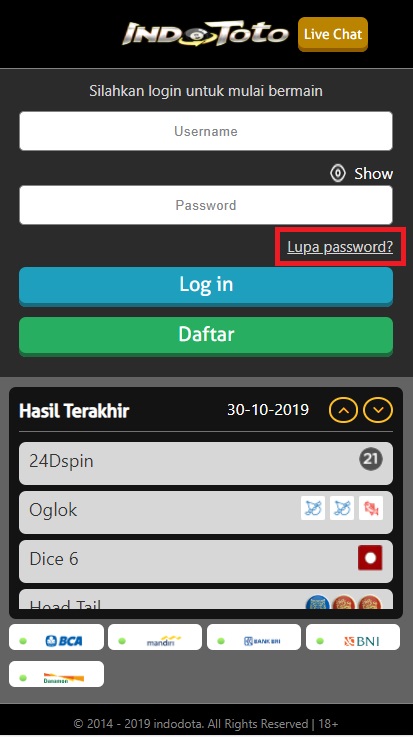 INDOTOTO
Live Chat
Silahkan login untuk mulai bermain
Username
Show
Password
Lupa password?
Log in
Daftar
Hasil Terakhir 30-10-2019
24Dspin 21
Oglok
Dice 6
Head Tail
BCA mandiri BANK BRI BNI
Danamon
© 2014 - 2019 indodota. All Rights Reserved | 18+